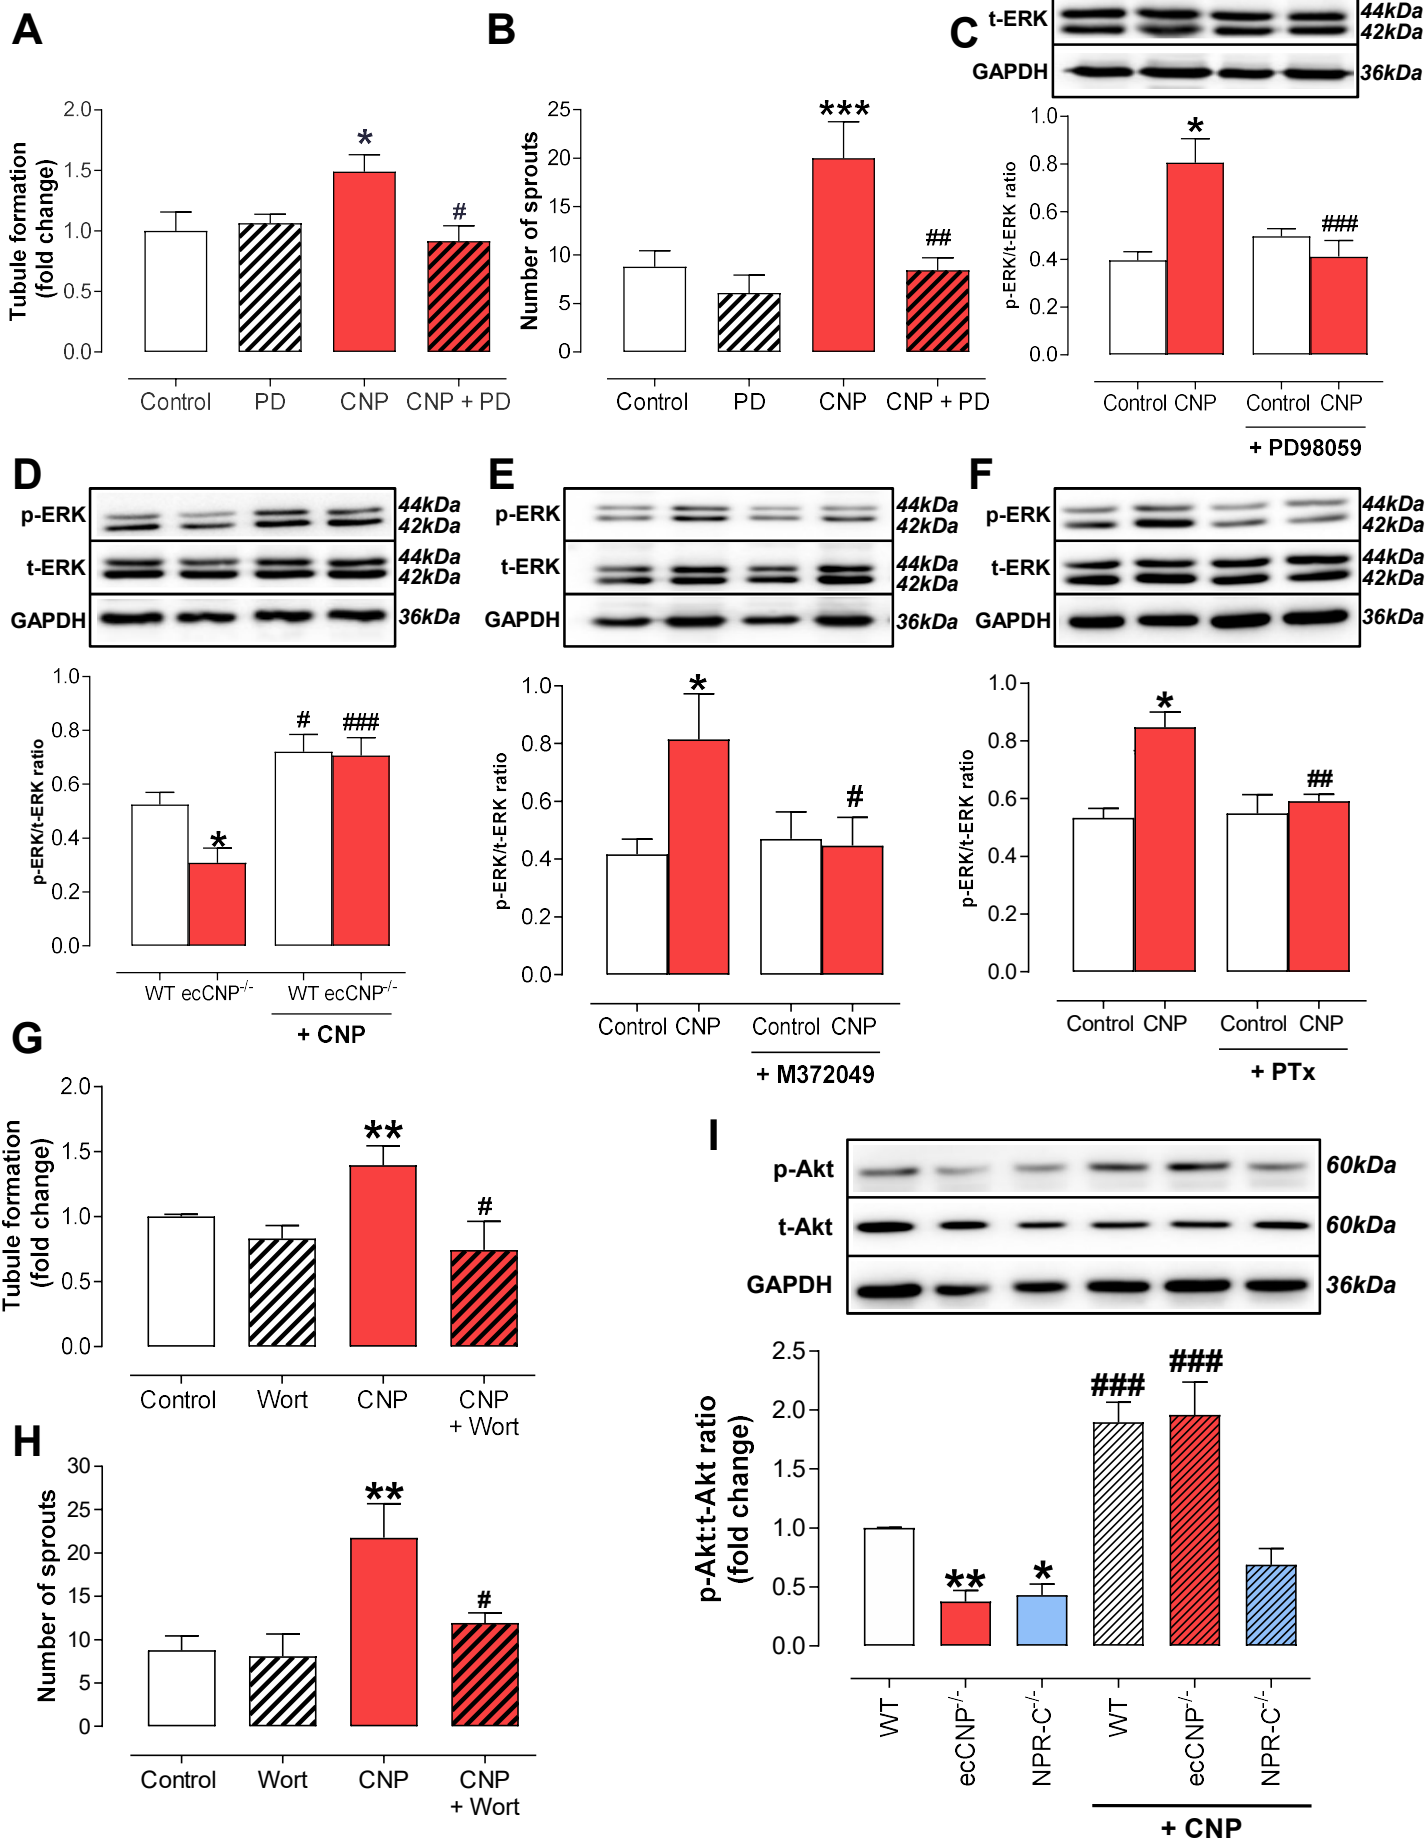 A
Tubule formation
(fold change)
2.0
1.5
1.0
0.5
0.0
*
#
Control PD CNP CNP + PD
B
Number of sprouts
25
20
15
10
5
0
***
##
Control PD CNP CNP + PD
C
t-ERK
44kDa
42kDa
GAPDH
36kDa
p-ERK/t-ERK ratio
1.0
0.8
0.6
0.4
0.2
0.0
*
###
Control CNP Control CNP
+ PD98059
D
p-ERK
44kDa
42kDa
t-ERK
44kDa
42kDa
GAPDH
36kDa
p-ERK/t-ERK ratio
1.0
0.8
0.6
0.4
0.2
0.0
*
#
###
WT ecCNP-/- WT ecCNP-/-
+ CNP
E
p-ERK
44kDa
42kDa
t-ERK
44kDa
42kDa
GAPDH
36kDa
p-ERK/t-ERK ratio
1.0
0.8
0.6
0.4
0.2
0.0
*
#
Control CNP Control CNP
+ M372049
F
p-ERK
44kDa
42kDa
t-ERK
44kDa
42kDa
GAPDH
36kDa
p-ERK/t-ERK ratio
1.0
0.8
0.6
0.4
0.2
0.0
*
##
Control CNP Control CNP
+ PTx
G
Tubule formation
(fold change)
2.0
1.5
1.0
0.5
0.0
**
#
Control Wort CNP CNP
+ Wort
H
Number of sprouts
30
25
20
15
10
5
0
**
#
Control Wort CNP CNP
+ Wort
I
p-Akt
60kDa
t-Akt
60kDa
GAPDH
36kDa
p-Akt:t-Akt ratio
(fold change)
2.5
2.0
1.5
1.0
0.5
0.0
**
*
###
###
WT
ecCNP-/-
NPR-C-/-
WT
ecCNP-/-
NPR-C-/-
+ CNP